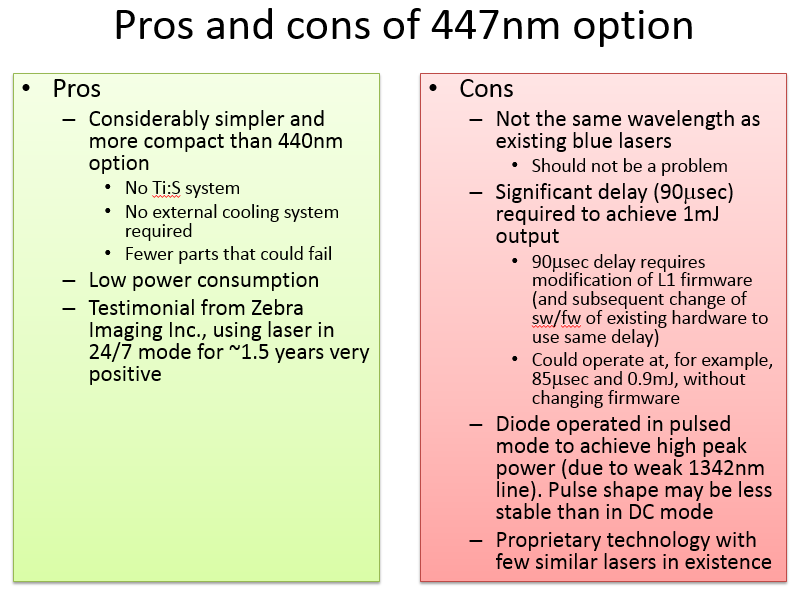 Pros and cons of 447nm option
• Pros
– Considerably simpler and
more compact than 440nm
option
• No Ti:S system
• No external cooling system
required
• Fewer parts that could fail
– Low power consumption
– Testimonial from Zebra
Imaging Inc., using laser in
24/7 mode for ~1.5 years very
positive
• Cons
– Not the same wavelength as
existing blue lasers
• Should not be a problem
– Significant delay (90μsec)
required to achieve 1mJ
output
• 90μsec delay requires
modification of L1 firmware
(and subsequent change of
sw/fw of existing hardware to
use same delay)
• Could operate at, for example,
85μsec and 0.9mJ, without
changing firmware
– Diode operated in pulsed
mode to achieve high peak
power (due to weak 1342nm
line). Pulse shape may be less
stable than in DC mode
– Proprietary technology with
few similar lasers in existence